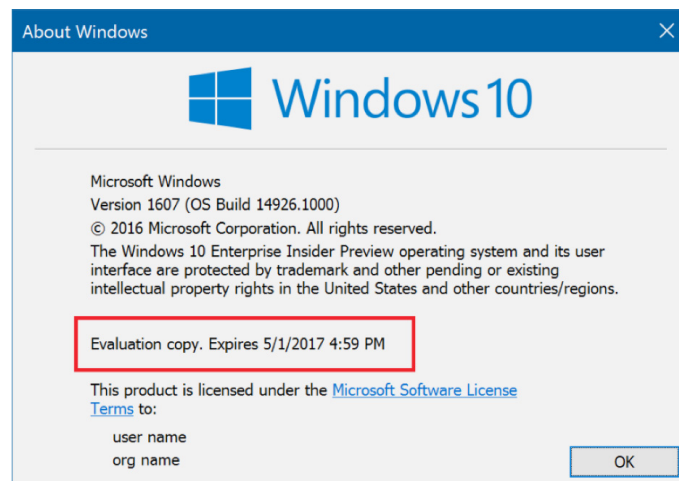 About Windows
Windows 10
Microsoft Windows
Version 1607 (OS Build 14926.1000)
© 2016 Microsoft Corporation. All rights reserved.
The Windows 10 Enterprise Insider Preview operating system and its user
interface are protected by trademark and other pending or existing
intellectual property rights in the United States and other countries/regions.
Evaluation copy. Expires 5/1/2017 4:59 PM
This product is licensed under the Microsoft Software License
Terms to:
user name
org name
OK